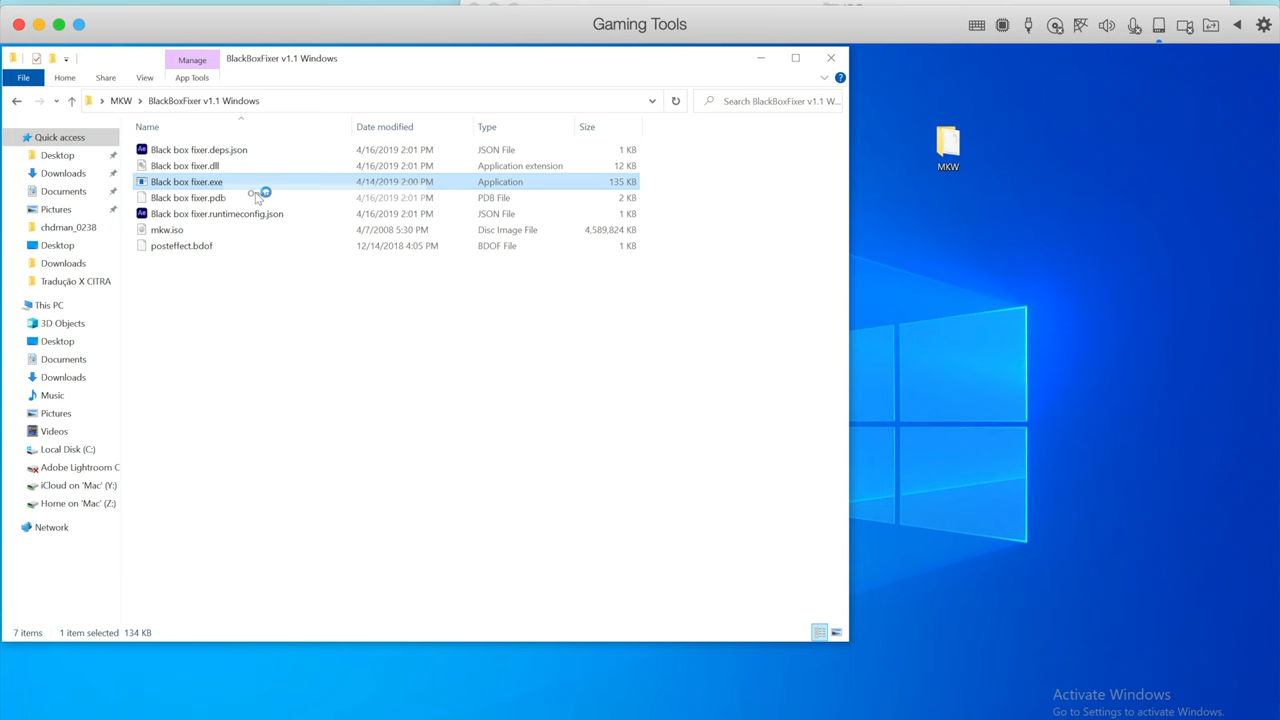 Gaming Tools
Manage
BlackBoxFixer v1.1 Windows
File
Home
Share
View
App Tools
MKW
BlackBoxFixer v1.1 Windows
Search BlackBoxFixer v1.1 W...
Name
Date modified
Type
Size
Quick access
Desktop
Downloads
Documents
Pictures
chdman_0238
Desktop
Downloads
Tradução X CITRA
This PC
3D Objects
Desktop
Documents
Downloads
Music
Pictures
Videos
Local Disk (C:)
Adobe Lightroom C
iCloud on 'Mac' (Y:)
Home on 'Mac' (Z:)
Network
Black box fixer.deps.json 4/16/2019 2:01 PM JSON File 1 KB
Black box fixer.dll 4/16/2019 2:01 PM Application extension 12 KB
Black box fixer.exe 4/14/2019 2:00 PM Application 135 KB
Black box fixer.pdb 4/16/2019 2:01 PM PDB File 2 KB
Black box fixer.runtimeconfig.json 4/16/2019 2:01 PM JSON File 1 KB
mkw.iso 4/7/2008 5:30 PM Disc Image File 4,589,824 KB
posteffect.bdof 12/14/2018 4:05 PM BDOF File 1 KB
7 items
1 item selected 134 KB
MKW
Activate Windows
Go to Settings to activate Windows.